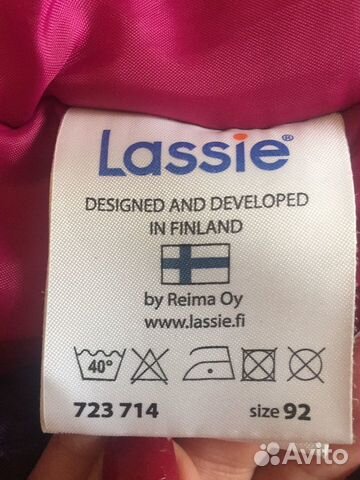 Lassie®
DESIGNED AND DEVELOPED
IN FINLAND
by Reima Oy
www.lassie.fi
40°
723 714 size 92
Avito